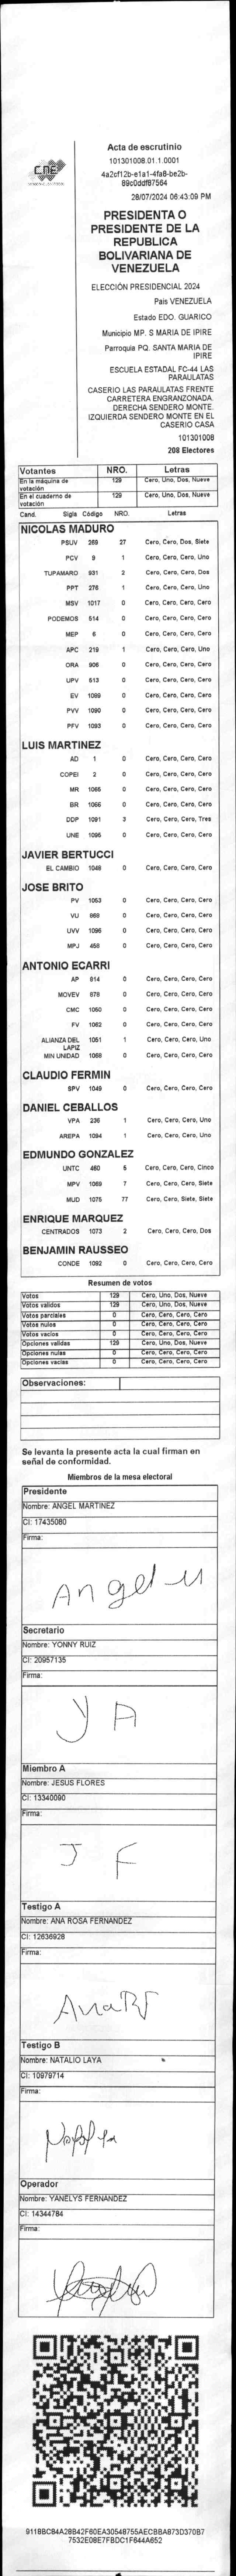 CNE
Acta de escrutinio
101301008.01.1.0001
4a2cf12b-e1a1-4fa8-be2b-
89c0ddf87564
28/07/2024 06:43:09 PM
PRESIDENTA O
PRESIDENTE DE LA
REPUBLICA
BOLIVARIANA DE
VENEZUELA
ELECCIÓN PRESIDENCIAL 2024
País VENEZUELA
Estado EDO. GUARICO
Municipio MP. S MARIA DE IPIRE
Parroquia PQ. SANTA MARIA DE
IPIRE
ESCUELA ESTADAL FC-44 LAS
PARAULATAS
CASERIO LAS PARAULATAS FRENTE
CARRETERA ENGRANZONADA.
DERECHA SENDERO MONTE.
IZQUIERDA SENDERO MONTE EN EL
CASERIO CASA
101301008
208 Electores
Votantes NRO. Letras
En la máquina de votación 129 Cero, Uno, Dos, Nueve
En el cuaderno de votación 129 Cero, Uno, Dos, Nueve
Cand. Sigla Código NRO. Letras
NICOLAS MADURO
PSUV 269 27 Cero, Cero, Dos, Siete
PCV 9 1 Cero, Cero, Cero, Uno
TUPAMARO 931 2 Cero, Cero, Cero, Dos
PPT 276 1 Cero, Cero, Cero, Uno
MSV 1017 0 Cero, Cero, Cero, Cero
PODEMOS 514 0 Cero, Cero, Cero, Cero
MEP 6 0 Cero, Cero, Cero, Cero
APC 219 1 Cero, Cero, Cero, Uno
ORA 906 0 Cero, Cero, Cero, Cero
UPV 513 0 Cero, Cero, Cero, Cero
EV 1089 0 Cero, Cero, Cero, Cero
PVV 1090 0 Cero, Cero, Cero, Cero
PFV 1093 0 Cero, Cero, Cero, Cero
LUIS MARTINEZ
AD 1 0 Cero, Cero, Cero, Cero
COPEI 2 0 Cero, Cero, Cero, Cero
MR 1065 0 Cero, Cero, Cero, Cero
BR 1066 0 Cero, Cero, Cero, Cero
DDP 1091 3 Cero, Cero, Cero, Tres
UNE 1095 0 Cero, Cero, Cero, Cero
JAVIER BERTUCCI
EL CAMBIO 1048 0 Cero, Cero, Cero, Cero
JOSE BRITO
PV 1053 0 Cero, Cero, Cero, Cero
VU 868 0 Cero, Cero, Cero, Cero
UVV 1096 0 Cero, Cero, Cero, Cero
MPJ 458 0 Cero, Cero, Cero, Cero
ANTONIO ECARRI
AP 914 0 Cero, Cero, Cero, Cero
MOVEV 878 0 Cero, Cero, Cero, Cero
CMC 1050 0 Cero, Cero, Cero, Cero
FV 1062 0 Cero, Cero, Cero, Cero
ALIANZA DEL LAPIZ 1051 1 Cero, Cero, Cero, Uno
MIN UNIDAD 1068 0 Cero, Cero, Cero, Cero
CLAUDIO FERMIN
SPV 1049 0 Cero, Cero, Cero, Cero
DANIEL CEBALLOS
VPA 236 1 Cero, Cero, Cero, Uno
AREPA 1094 1 Cero, Cero, Cero, Uno
EDMUNDO GONZALEZ
UNTC 460 5 Cero, Cero, Cero, Cinco
MPV 1069 7 Cero, Cero, Cero, Siete
MUD 1075 77 Cero, Cero, Siete, Siete
ENRIQUE MARQUEZ
CENTRADOS 1073 2 Cero, Cero, Cero, Dos
BENJAMIN RAUSSEO
CONDE 1092 0 Cero, Cero, Cero, Cero
Resumen de votos
Votos 129 Cero, Uno, Dos, Nueve
Votos validos 129 Cero, Uno, Dos, Nueve
Votos parciales 0 Cero, Cero, Cero, Cero
Votos nulos 0 Cero, Cero, Cero, Cero
Votos vacios 0 Cero, Cero, Cero, Cero
Opciones validas 129 Cero, Uno, Dos, Nueve
Opciones nulas 0 Cero, Cero, Cero, Cero
Opciones vacias 0 Cero, Cero, Cero, Cero
Observaciones:
Se levanta la presente acta la cual firman en
señal de conformidad.
Miembros de la mesa electoral
Presidente
Nombre: ANGEL MARTINEZ
CI: 17435080
Firma:
Angel M
Secretario
Nombre: YONNY RUIZ
CI: 20957135
Firma:
Miembro A
Nombre: JESUS FLORES
CI: 13340090
Firma:
J F
Testigo A
Nombre: ANA ROSA FERNANDEZ
CI: 12636928
Firma:
Testigo B
Nombre: NATALIO LAYA
CI: 10979714
Firma:
Operador
Nombre: YANELYS FERNANDEZ
CI: 14344784
Firma:
9118BC84A28B42F60EA30548755AECBBA873D370B7
7532E08E7FBDC1F644A652